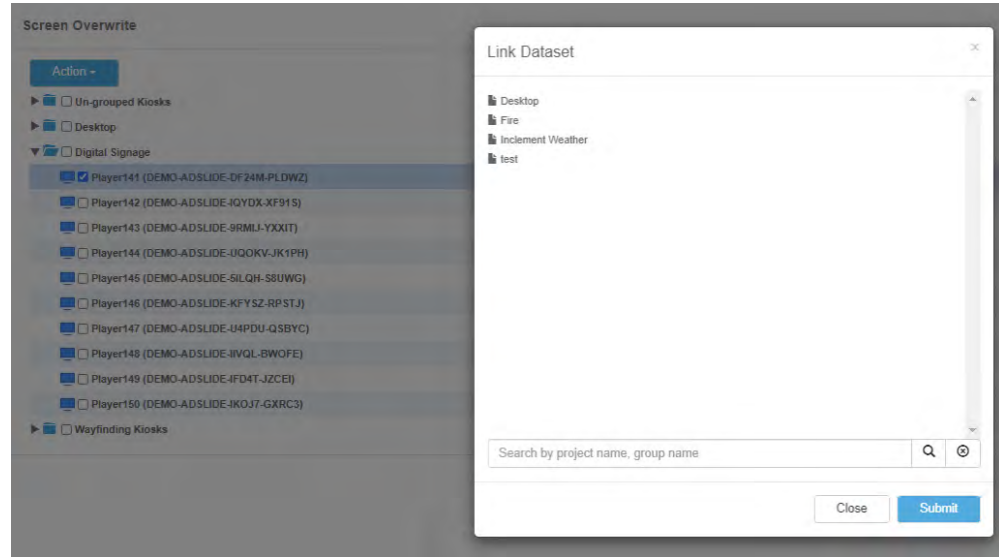 Screen Overwrite
Action
Un-grouped Kiosks
Desktop
Digital Signage
Player141 (DEMO-ADSLIDE-DF24M-PLDWZ)
Player142 (DEMO-ADSLIDE-IQYDX-XF91S)
Player143 (DEMO-ADSLIDE-9RMIJ-YXXIT)
Player144 (DEMO-ADSLIDE-UQOKV-JK1PH)
Player145 (DEMO-ADSLIDE-5ILQH-S8UWG)
Player146 (DEMO-ADSLIDE-KFYSZ-RPSTJ)
Player147 (DEMO-ADSLIDE-U4PDU-QSBYC)
Player148 (DEMO-ADSLIDE-IIVQL-BWOFE)
Player149 (DEMO-ADSLIDE-IFD4T-JZCEI)
Player150 (DEMO-ADSLIDE-IKOJ7-GXRC3)
Wayfinding Kiosks
Link Dataset
Desktop
Fire
Inclement Weather
test
Search by project name, group name
Close Submit